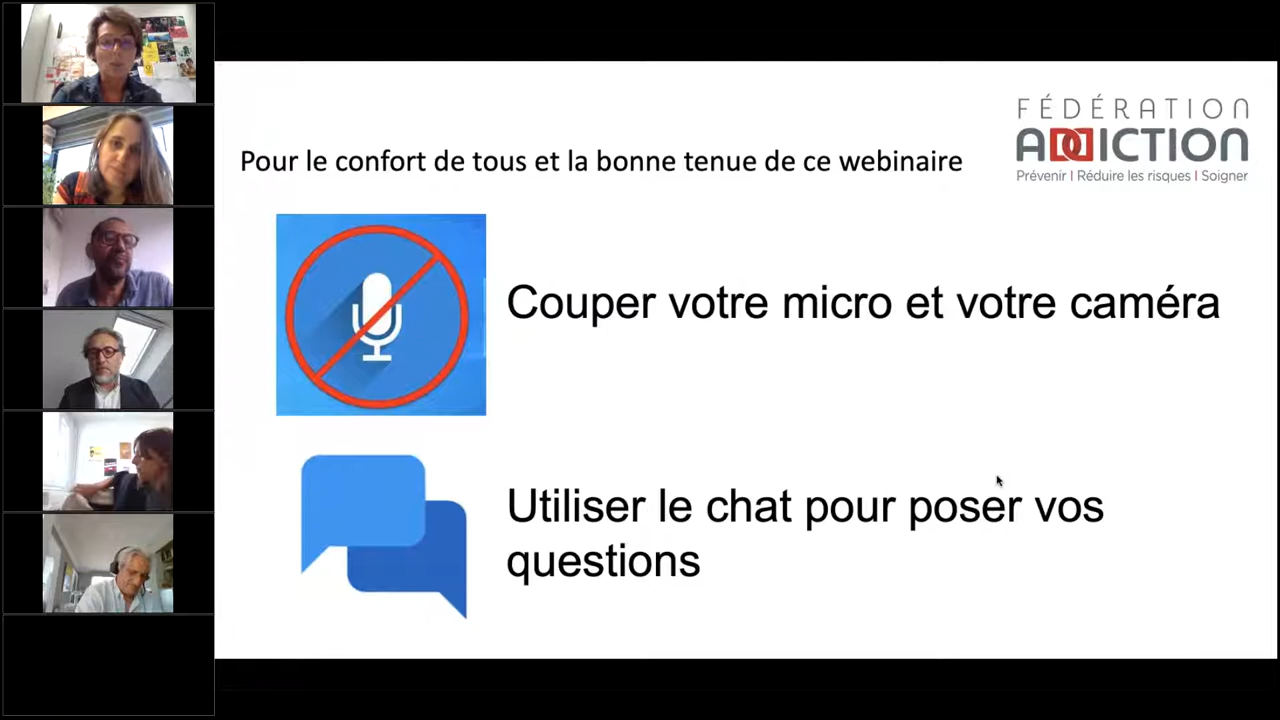 FÉDÉRATION
ADDICTION
Prévenir I Réduire les risques I Soigner
Pour le confort de tous et la bonne tenue de ce webinaire
Couper votre micro et votre caméra
Utiliser le chat pour poser vos
questions